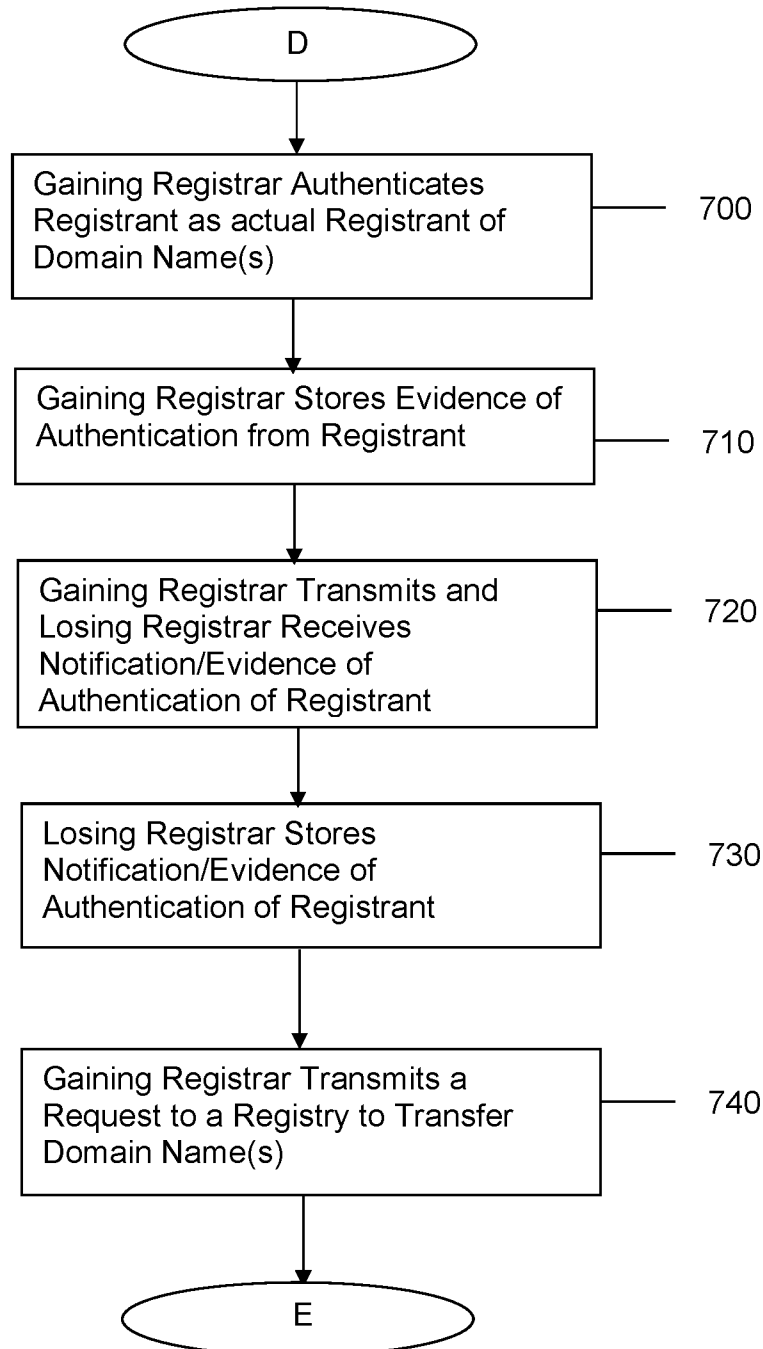 D
Gaining Registrar Authenticates
Registrant as actual Registrant of
Domain Name(s)
700
Gaining Registrar Stores Evidence of
Authentication from Registrant
710
Gaining Registrar Transmits and
Losing Registrar Receives
Notification/Evidence of
Authentication of Registrant
720
Losing Registrar Stores
Notification/Evidence of
Authentication of Registrant
730
Gaining Registrar Transmits a
Request to a Registry to Transfer
Domain Name(s)
740
E